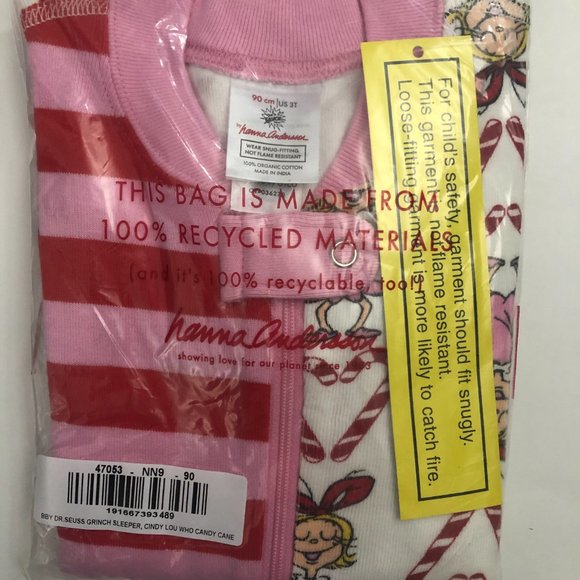 90 cm | US 3T
by hanna andersson
WEAR SNUG-FITTING
NOT FLAME RESISTANT
100% ORGANIC COTTON
MADE IN INDIA
THIS BAG IS MADE FROM
100% RECYCLED MATERIALS
(and it's 100% recyclable, too!)
hanna andersson
showing love for our planet since
For child's safety, garment should fit snugly.
This garment is not flame resistant.
Loose-fitting garment is more likely to catch fire.
47053 - NN9 - 90
191667393489
BBY DR.SEUSS GRINCH SLEEPER, CINDY LOU WHO CANDY CANE